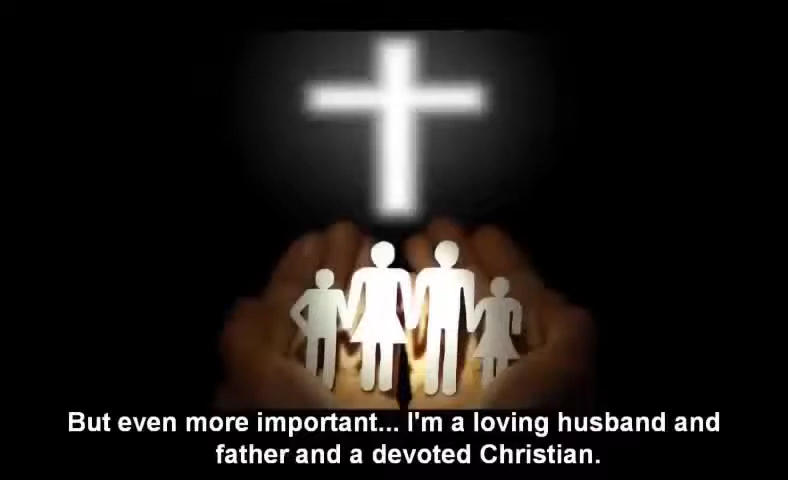 But even more important... I'm a loving husband and
father and a devoted Christian.